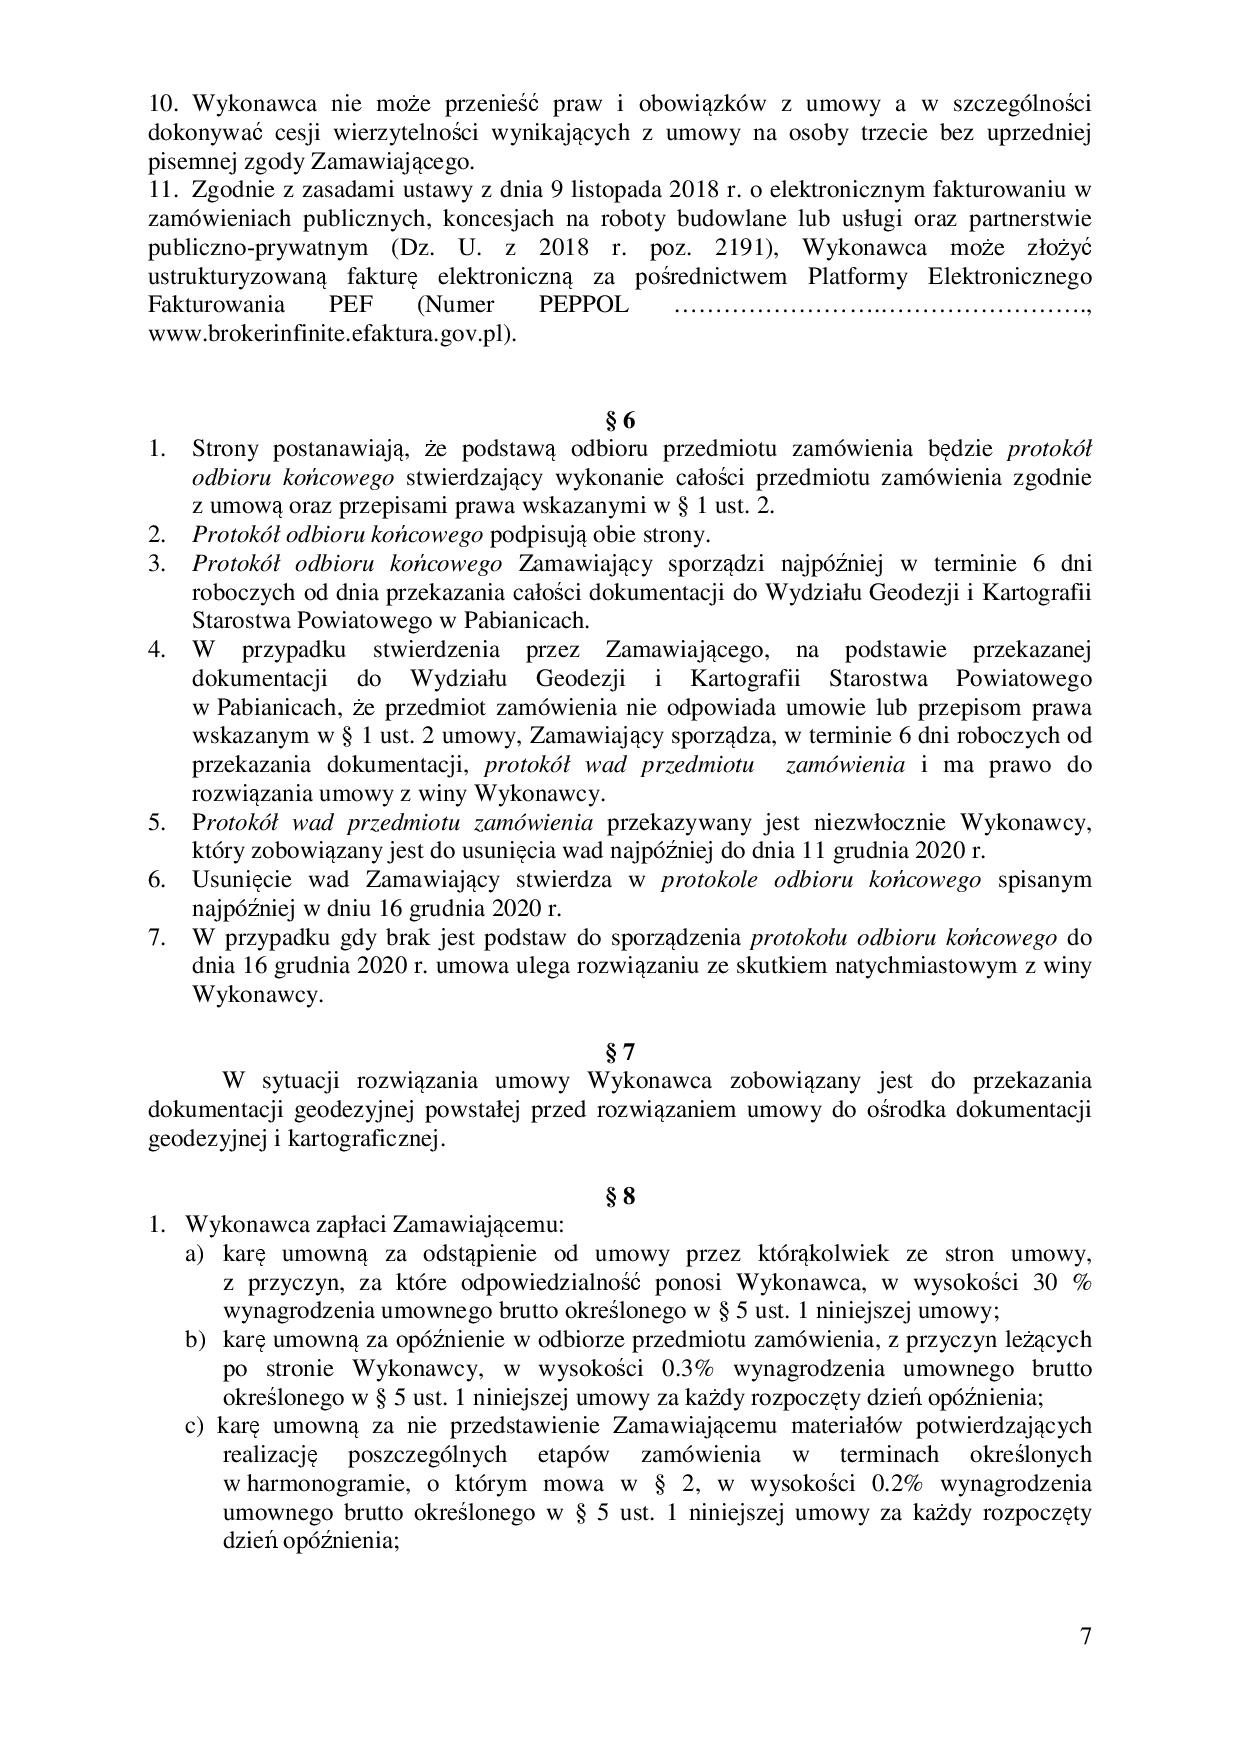 10. Wykonawca nie może przenieść praw i obowiązków z umowy a w szczególności
dokonywać cesji wierzytelności wynikających z umowy na osoby trzecie bez uprzedniej
pisemnej zgody Zamawiającego.
11. Zgodnie z zasadami ustawy z dnia 9 listopada 2018 r. o elektronicznym fakturowaniu w
zamówieniach publicznych, koncesjach na roboty budowlane lub usługi oraz partnerstwie
publiczno-prywatnym (Dz. U. z 2018 r. poz. 2191), Wykonawca może złożyć
ustrukturyzowaną fakturę elektroniczną za pośrednictwem Platformy Elektronicznego
Fakturowania PEF (Numer PEPPOL …………………….…………………….,
www.brokerinfinite.efaktura.gov.pl).
§ 6
1. Strony postanawiają, że podstawą odbioru przedmiotu zamówienia będzie protokół
odbioru końcowego stwierdzający wykonanie całości przedmiotu zamówienia zgodnie
z umową oraz przepisami prawa wskazanymi w § 1 ust. 2.
2. Protokół odbioru końcowego podpisują obie strony.
3. Protokół odbioru końcowego Zamawiający sporządzi najpóźniej w terminie 6 dni
roboczych od dnia przekazania całości dokumentacji do Wydziału Geodezji i Kartografii
Starostwa Powiatowego w Pabianicach.
4. W przypadku stwierdzenia przez Zamawiającego, na podstawie przekazanej
dokumentacji do Wydziału Geodezji i Kartografii Starostwa Powiatowego
w Pabianicach, że przedmiot zamówienia nie odpowiada umowie lub przepisom prawa
wskazanym w § 1 ust. 2 umowy, Zamawiający sporządza, w terminie 6 dni roboczych od
przekazania dokumentacji, protokół wad przedmiotu zamówienia i ma prawo do
rozwiązania umowy z winy Wykonawcy.
5. Protokół wad przedmiotu zamówienia przekazywany jest niezwłocznie Wykonawcy,
który zobowiązany jest do usunięcia wad najpóźniej do dnia 11 grudnia 2020 r.
6. Usunięcie wad Zamawiający stwierdza w protokole odbioru końcowego spisanym
najpóźniej w dniu 16 grudnia 2020 r.
7. W przypadku gdy brak jest podstaw do sporządzenia protokołu odbioru końcowego do
dnia 16 grudnia 2020 r. umowa ulega rozwiązaniu ze skutkiem natychmiastowym z winy
Wykonawcy.
§ 7
W sytuacji rozwiązania umowy Wykonawca zobowiązany jest do przekazania
dokumentacji geodezyjnej powstałej przed rozwiązaniem umowy do ośrodka dokumentacji
geodezyjnej i kartograficznej.
§ 8
1. Wykonawca zapłaci Zamawiającemu:
a) karę umowną za odstąpienie od umowy przez którąkolwiek ze stron umowy,
z przyczyn, za które odpowiedzialność ponosi Wykonawca, w wysokości 30 %
wynagrodzenia umownego brutto określonego w § 5 ust. 1 niniejszej umowy;
b) karę umowną za opóźnienie w odbiorze przedmiotu zamówienia, z przyczyn leżących
po stronie Wykonawcy, w wysokości 0.3% wynagrodzenia umownego brutto
określonego w § 5 ust. 1 niniejszej umowy za każdy rozpoczęty dzień opóźnienia;
c) karę umowną za nie przedstawienie Zamawiającemu materiałów potwierdzających
realizację poszczególnych etapów zamówienia w terminach określonych
w harmonogramie, o którym mowa w § 2, w wysokości 0.2% wynagrodzenia
umownego brutto określonego w § 5 ust. 1 niniejszej umowy za każdy rozpoczęty
dzień opóźnienia;
7